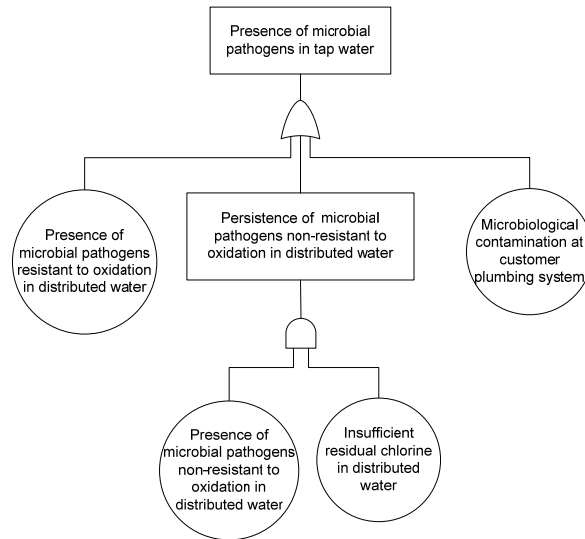 Presence of microbial
pathogens in tap water
Presence of
microbial pathogens
resistant to oxidation
in distributed water
Persistence of microbial
pathogens non-resistant to
oxidation in distributed water
Microbiological
contamination at
customer
plumbing system
Presence of
microbial pathogens
non-resistant to
oxidation in
distributed water
Insufficient
residual chlorine
in distributed
water